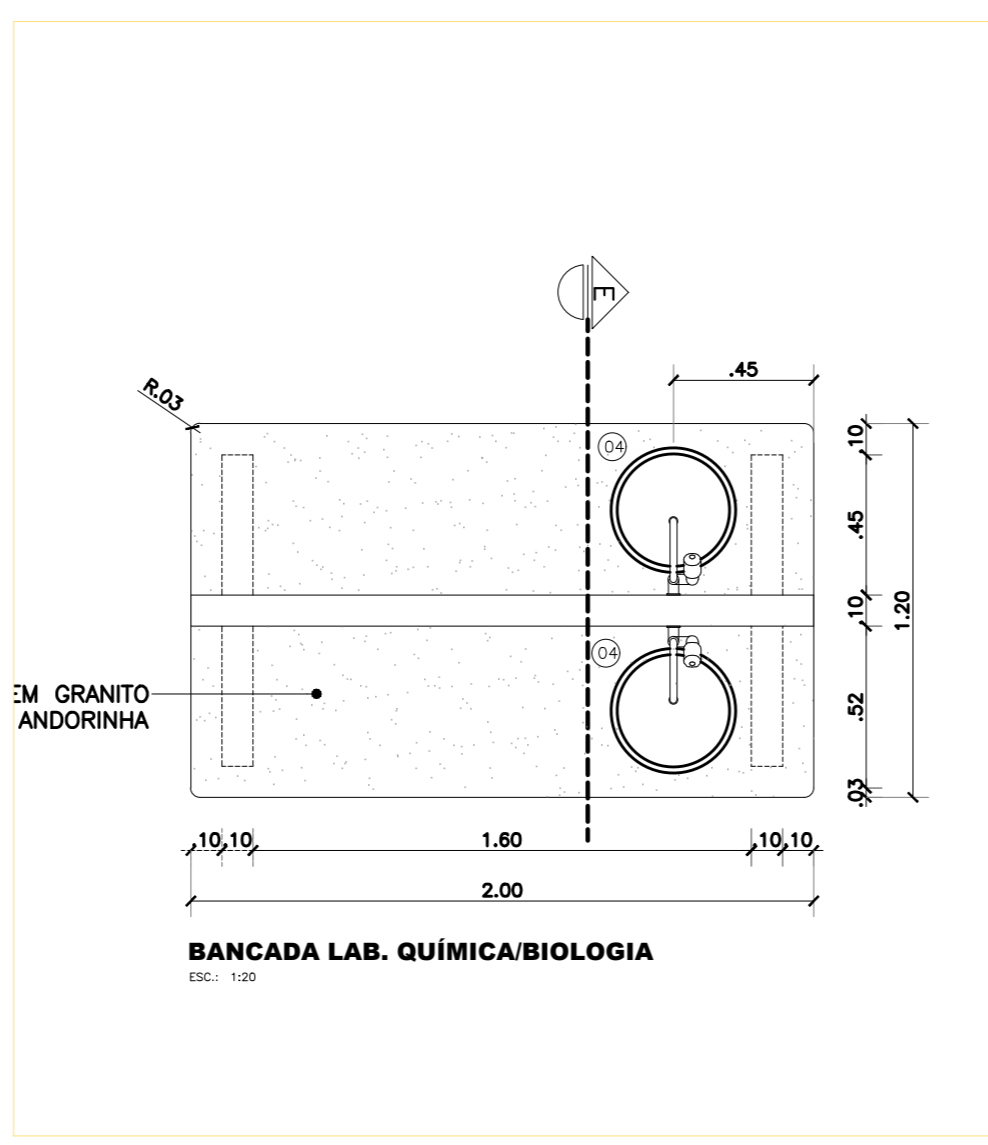 E
.45
R.03
04
.10
.45
.10
1.20
04
EM GRANITO
ANDORINHA
.52
.03
.10
.10
1.60
.10
.10
2.00
BANCADA LAB. QUÍMICA/BIOLOGIA
ESC.: 1:20